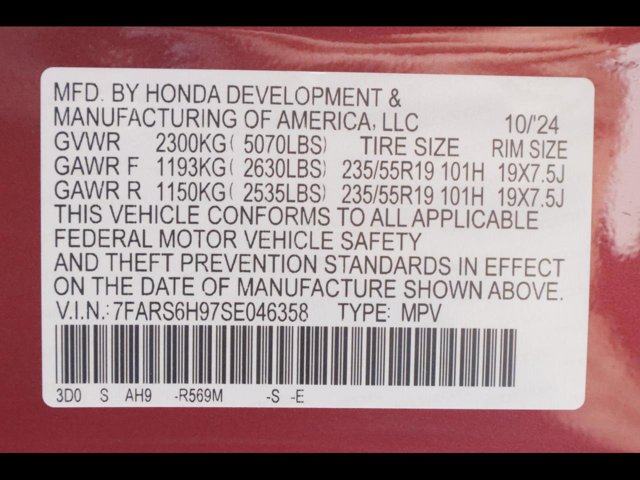 MFD. BY HONDA DEVELOPMENT &
MANUFACTURING OF AMERICA, LLC 10/'24
GVWR 2300KG( 5070LBS) TIRE SIZE RIM SIZE
GAWR F 1193KG( 2630LBS) 235/55R19 101H 19X7.5J
GAWR R 1150KG( 2535LBS) 235/55R19 101H 19X7.5J
THIS VEHICLE CONFORMS TO ALL APPLICABLE
FEDERAL MOTOR VEHICLE SAFETY
AND THEFT PREVENTION STANDARDS IN EFFECT
ON THE DATE OF MANUFACTURE SHOWN ABOVE.
V.I.N.:7FARS6H97SE046358 TYPE: MPV
3D0 S AH9 -R569M -S -E